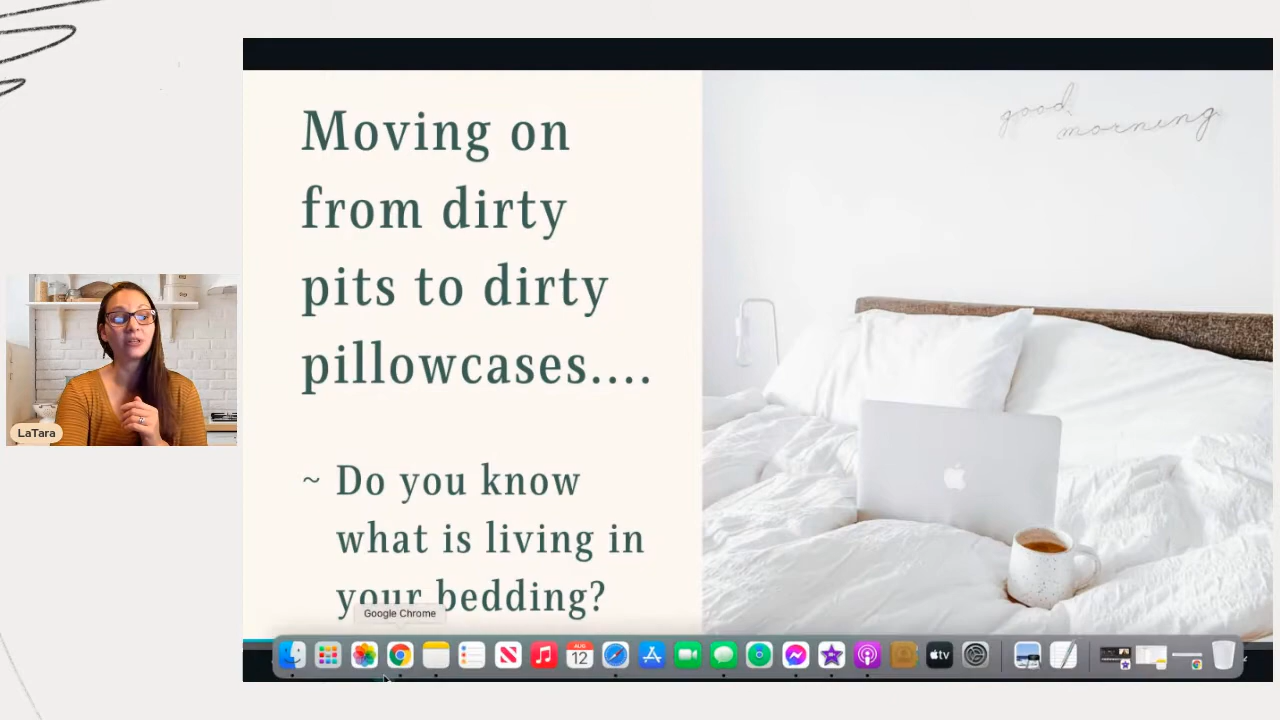 good
morning
Moving on
from dirty
pits to dirty
pillowcases....
~ Do you know
what is living in
your bedding?
LaTara
Google Chrome
AUG
12
tv